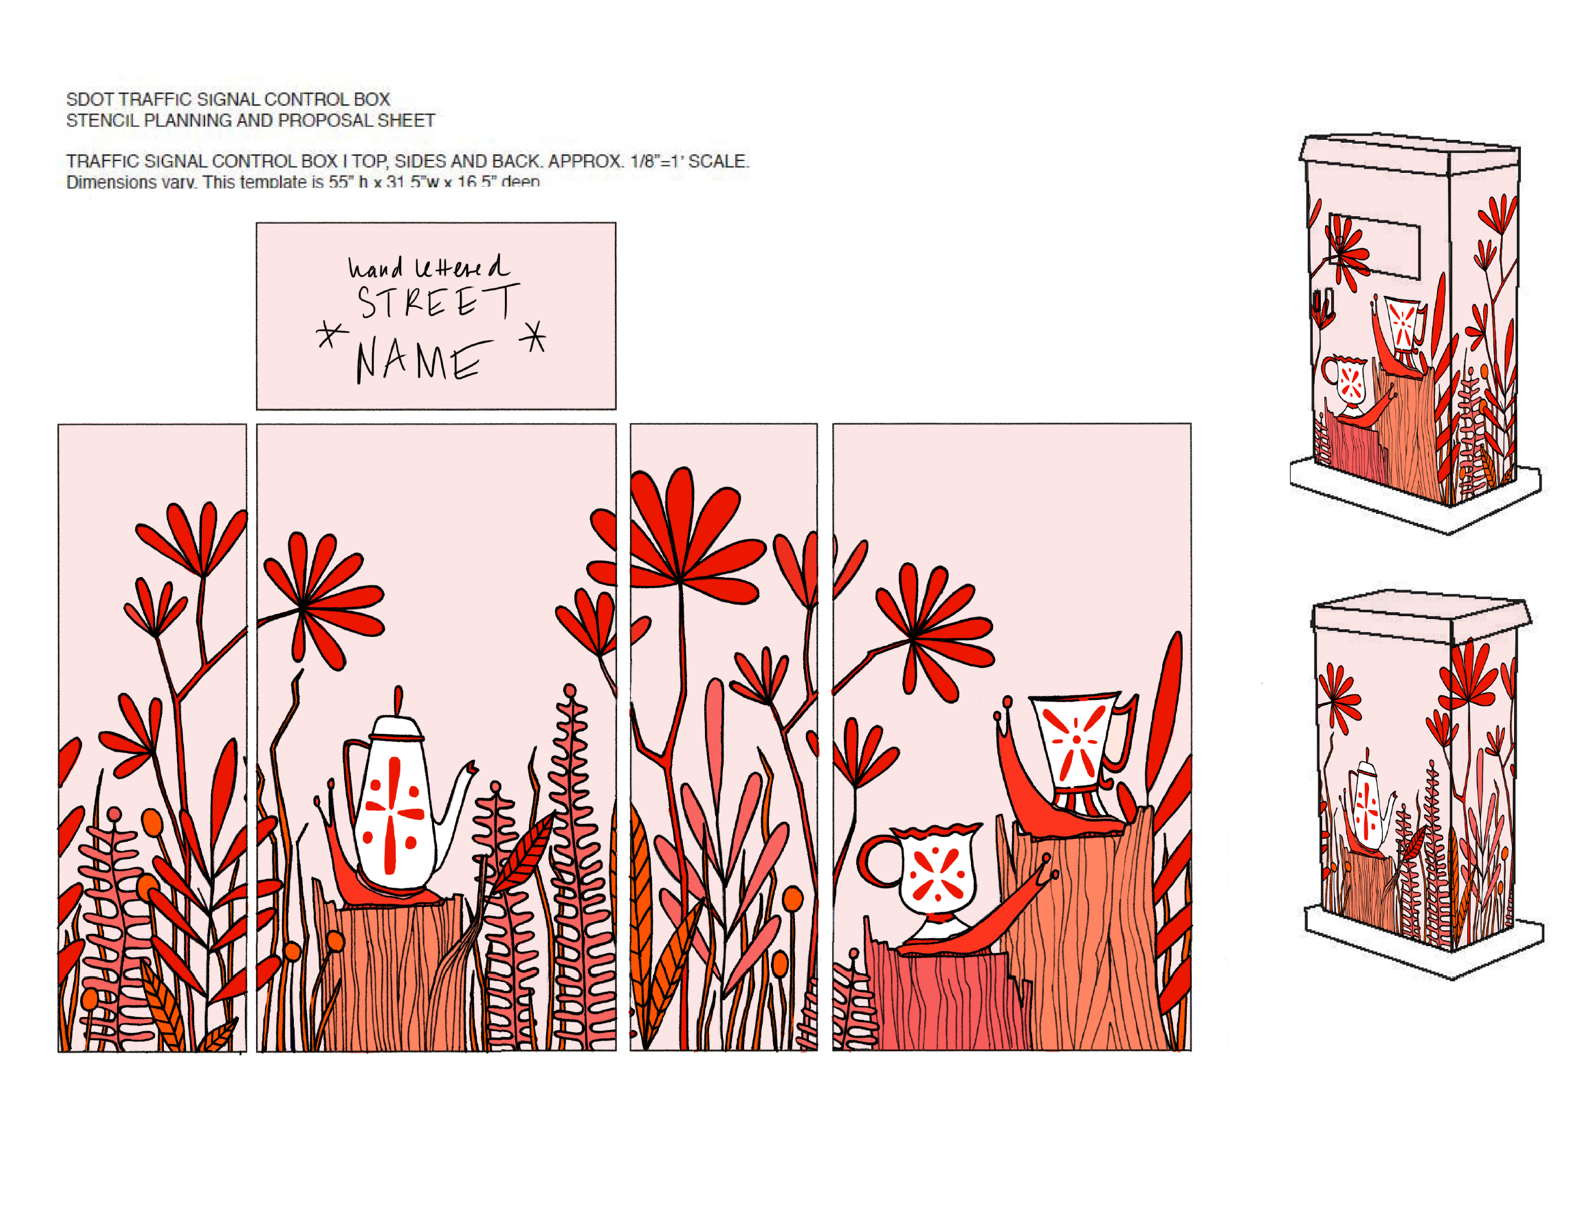 SDOT TRAFFIC SIGNAL CONTROL BOX
STENCIL PLANNING AND PROPOSAL SHEET
TRAFFIC SIGNAL CONTROL BOX I TOP, SIDES AND BACK. APPROX. 1/8"=1' SCALE.
Dimensions vary. This template is 55" h x 31.5"w x 16.5" deep.
hand lettered
STREET
* NAME *